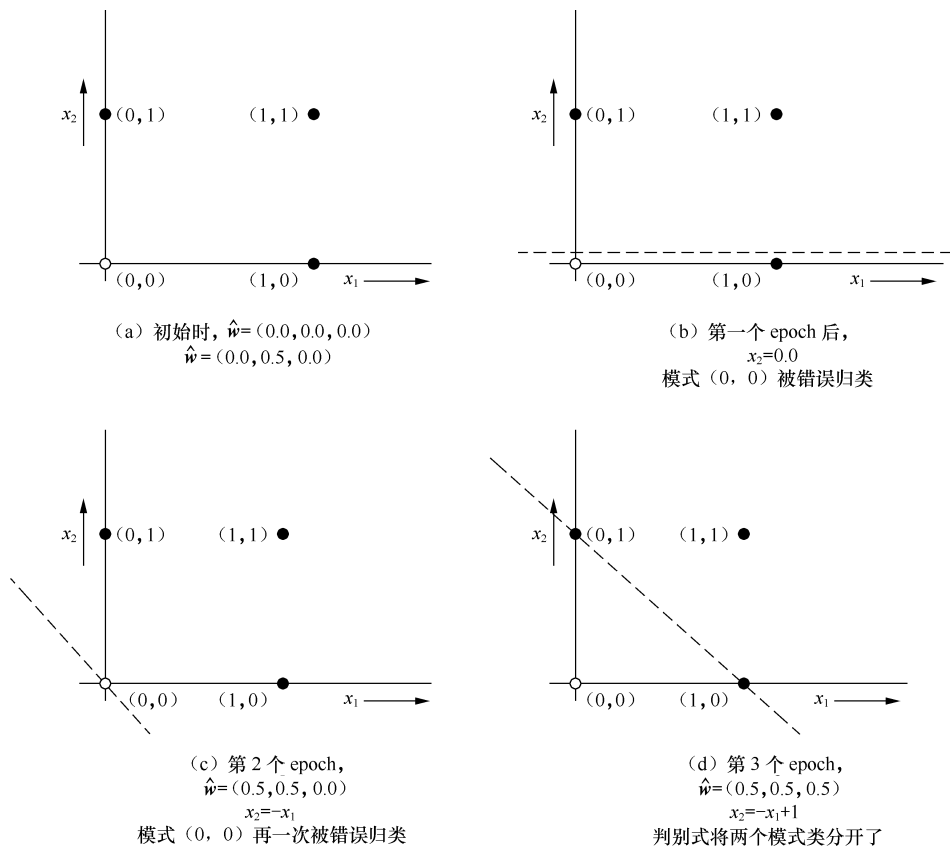 x₂
(0,1)
(1,1)
(0,0)
(1,0)
x₁
(a) 初始时，ŵ=(0.0,0.0,0.0)
ŵ=(0.0,0.5,0.0)
x₂
(0,1)
(1,1)
(0,0)
(1,0)
x₁
(b) 第一个 epoch 后，
x₂=0.0
模式（0，0）被错误归类
x₂
(0,1)
(1,1)
(0,0)
(1,0)
x₁
(c) 第 2 个 epoch，
ŵ=(0.5,0.5,0.0)
x₂=-x₁
模式（0，0）再一次被错误归类
x₂
(0,1)
(1,1)
(0,0)
(1,0)
x₁
(d) 第 3 个 epoch，
ŵ=(0.5,0.5,0.5)
x₂=-x₁+1
判别式将两个模式类分开了